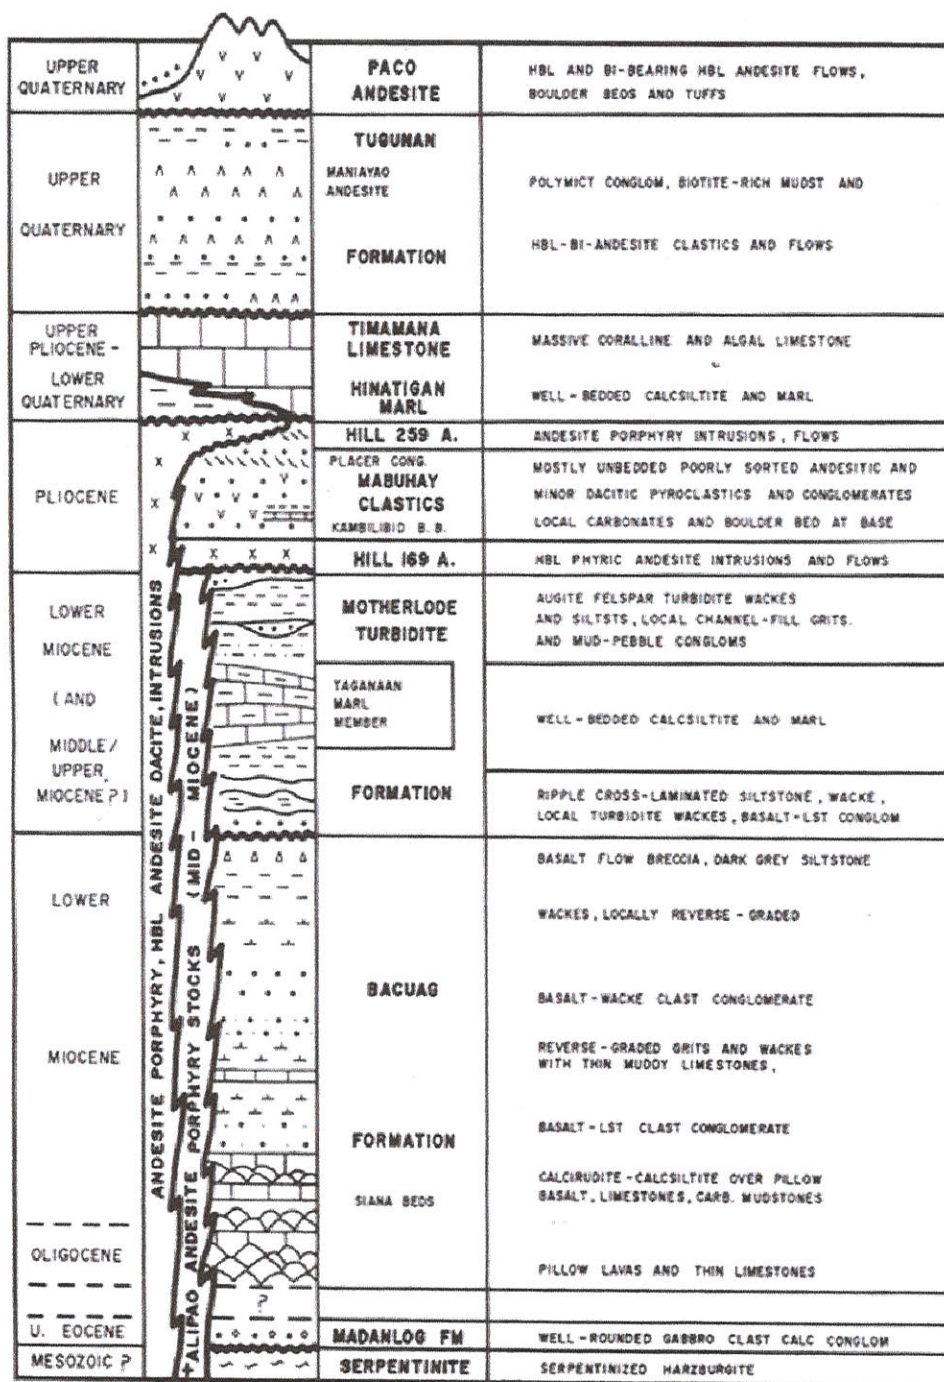 UPPER
QUATERNARY
PACO
ANDESITE
HBL AND BI-BEARING HBL ANDESITE FLOWS,
BOULDER BEDS AND TUFFS
UPPER
QUATERNARY
TUGUNAN
MANIAYAO
ANDESITE
FORMATION
POLYMICT CONGLOM, BIOTITE-RICH MUDST AND
HBL-BI-ANDESITE CLASTICS AND FLOWS
UPPER
PLIOCENE -
LOWER
QUATERNARY
TIMAMANA
LIMESTONE
MASSIVE CORALLINE AND ALGAL LIMESTONE
HINATIGAN
MARL
WELL-BEDDED CALCSILTITE AND MARL
PLIOCENE
HILL 259 A.
ANDESITE PORPHYRY INTRUSIONS, FLOWS
PLACER CONG.
MABUHAY
CLASTICS
KAMBILIBID B. B.
MOSTLY UNBEDDED POORLY SORTED ANDESITIC AND
MINOR DACITIC PYROCLASTICS AND CONGLOMERATES
LOCAL CARBONATES AND BOULDER BED AT BASE
HILL 169 A.
HBL PHYRIC ANDESITE INTRUSIONS AND FLOWS
LOWER
MIOCENE
(AND
MIDDLE/
UPPER
MIOCENE?)
MOTHERLODE
TURBIDITE
AUGITE FELSPAR TURBIDITE WACKES
AND SILTSTS, LOCAL CHANNEL-FILL GRITS.
AND MUD-PEBBLE CONGLOMS
TAGANAAN
MARL
MEMBER
WELL-BEDDED CALCSILTITE AND MARL
FORMATION
RIPPLE CROSS-LAMINATED SILTSTONE, WACKE,
LOCAL TURBIDITE WACKES, BASALT-LST CONGLOM
ANDESITE PORPHYRY, HBL ANDESITE DACITE, INTRUSIONS
ALIPAO ANDESITE PORPHYRY STOCKS (MID-MIOCENE)
LOWER
MIOCENE
BACUAG
FORMATION
SIANA BEDS
BASALT FLOW BRECCIA, DARK GREY SILTSTONE
WACKES, LOCALLY REVERSE-GRADED
BASALT-WACKE CLAST CONGLOMERATE
REVERSE-GRADED GRITS AND WACKES
WITH THIN MUDDY LIMESTONES,
BASALT-LST CLAST CONGLOMERATE
CALCIRUDITE-CALCSILTITE OVER PILLOW
BASALT, LIMESTONES, CARB. MUDSTONES
OLIGOCENE
PILLOW LAVAS AND THIN LIMESTONES
?
U. EOCENE
MADANLOG FM
WELL-ROUNDED GABBRO CLAST CALC CONGLOM
MESOZOIC ?
SERPENTINITE
SERPENTINIZED HARZBURGITE